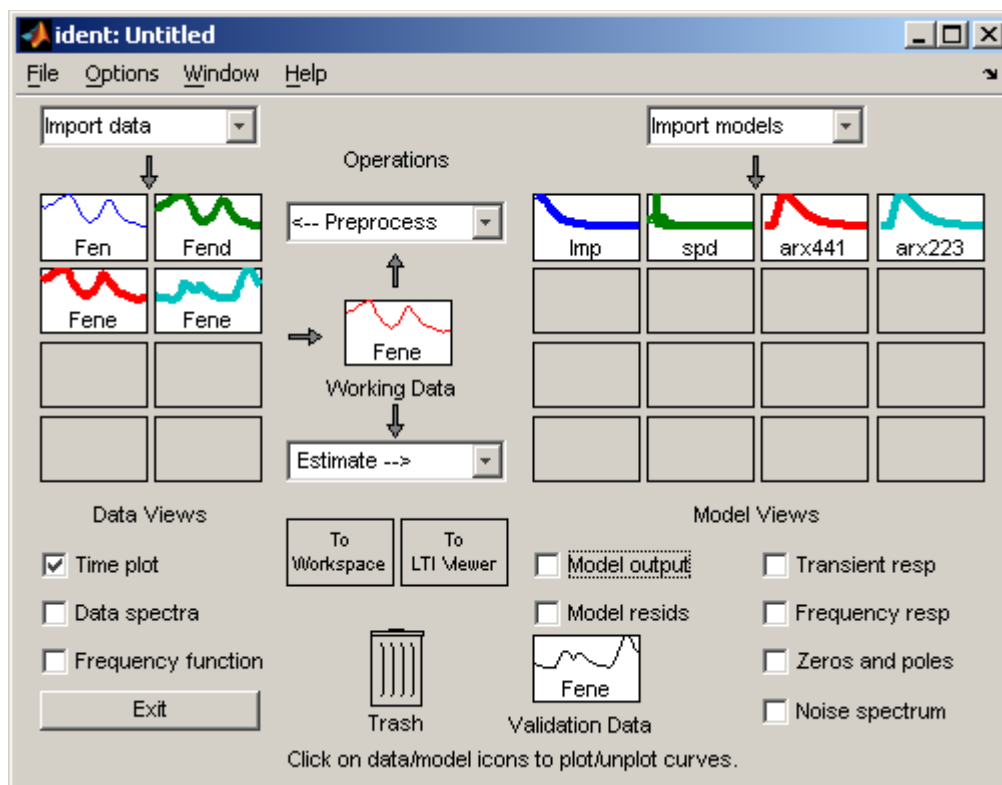 ident: Untitled
File Options Window Help
Import data
Import models
Operations
Fen
Fend
<-- Preprocess
Imp
spd
arx441
arx223
Fene
Fene
Fene
Working Data
Estimate -->
Data Views
Model Views
To Workspace
To LTI Viewer
Time plot
Model output
Transient resp
Data spectra
Model resids
Frequency resp
Frequency function
Fene
Zeros and poles
Exit
Trash
Validation Data
Noise spectrum
Click on data/model icons to plot/unplot curves.